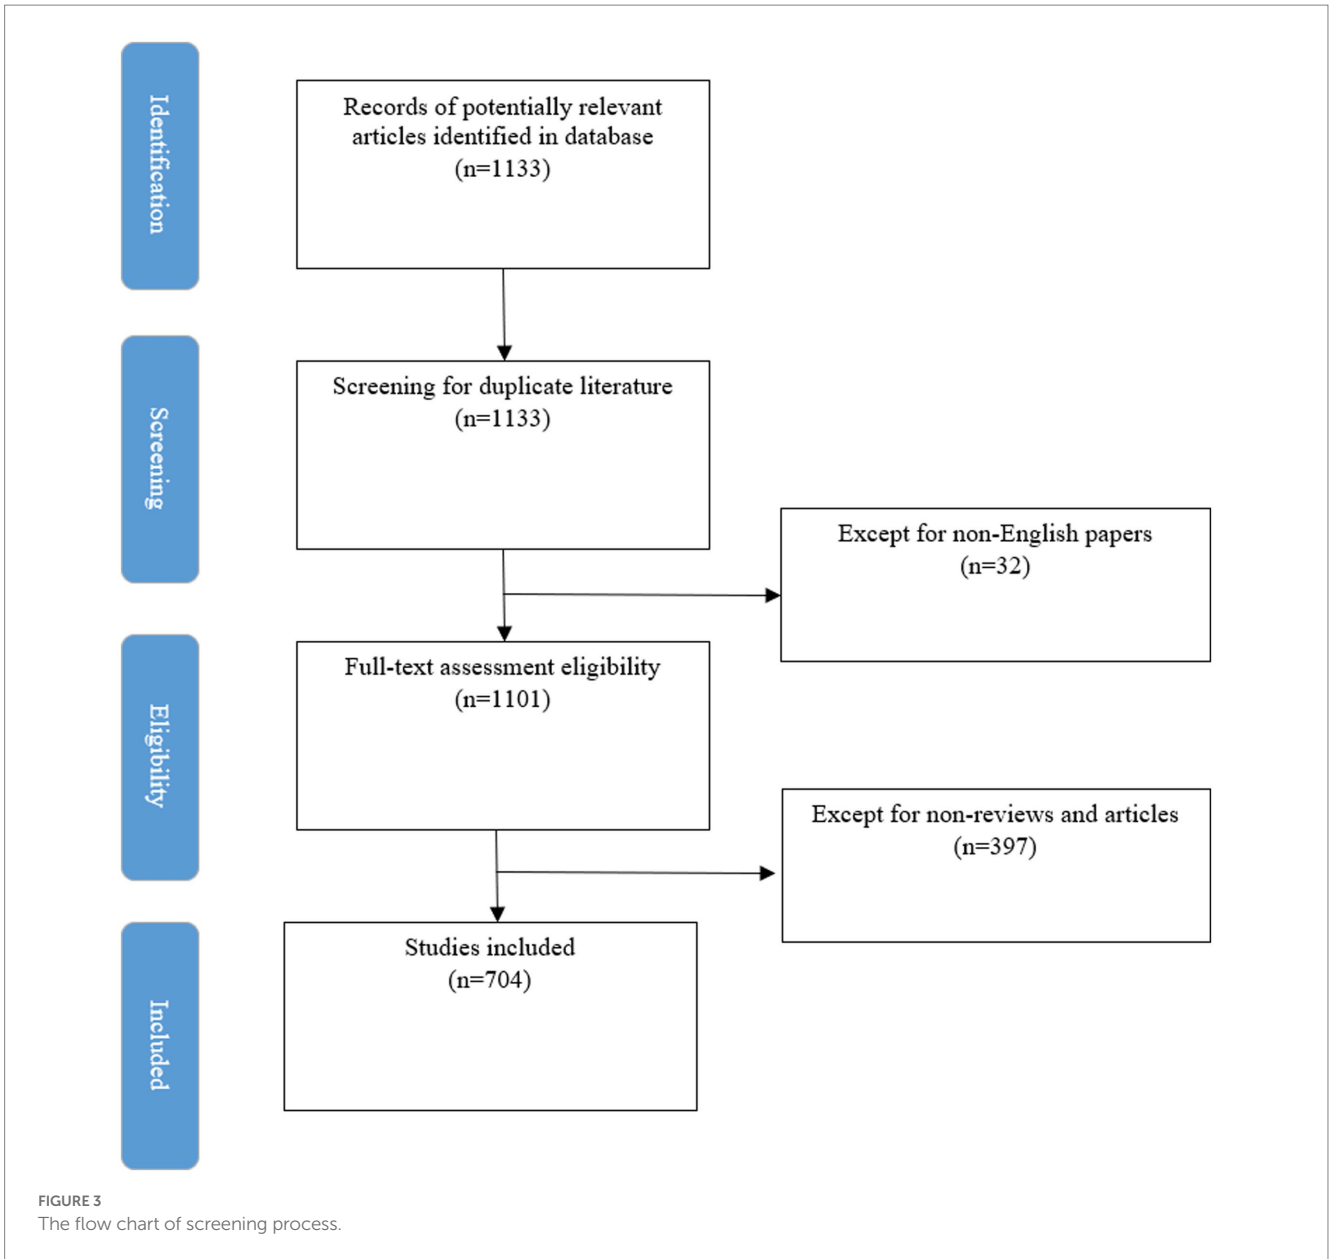 Identification
Records of potentially relevant
articles identified in database
(n=1133)
Screening
Screening for duplicate literature
(n=1133)
Except for non-English papers
(n=32)
Eligibility
Full-text assessment eligibility
(n=1101)
Except for non-reviews and articles
(n=397)
Included
Studies included
(n=704)
FIGURE 3
The flow chart of screening process.